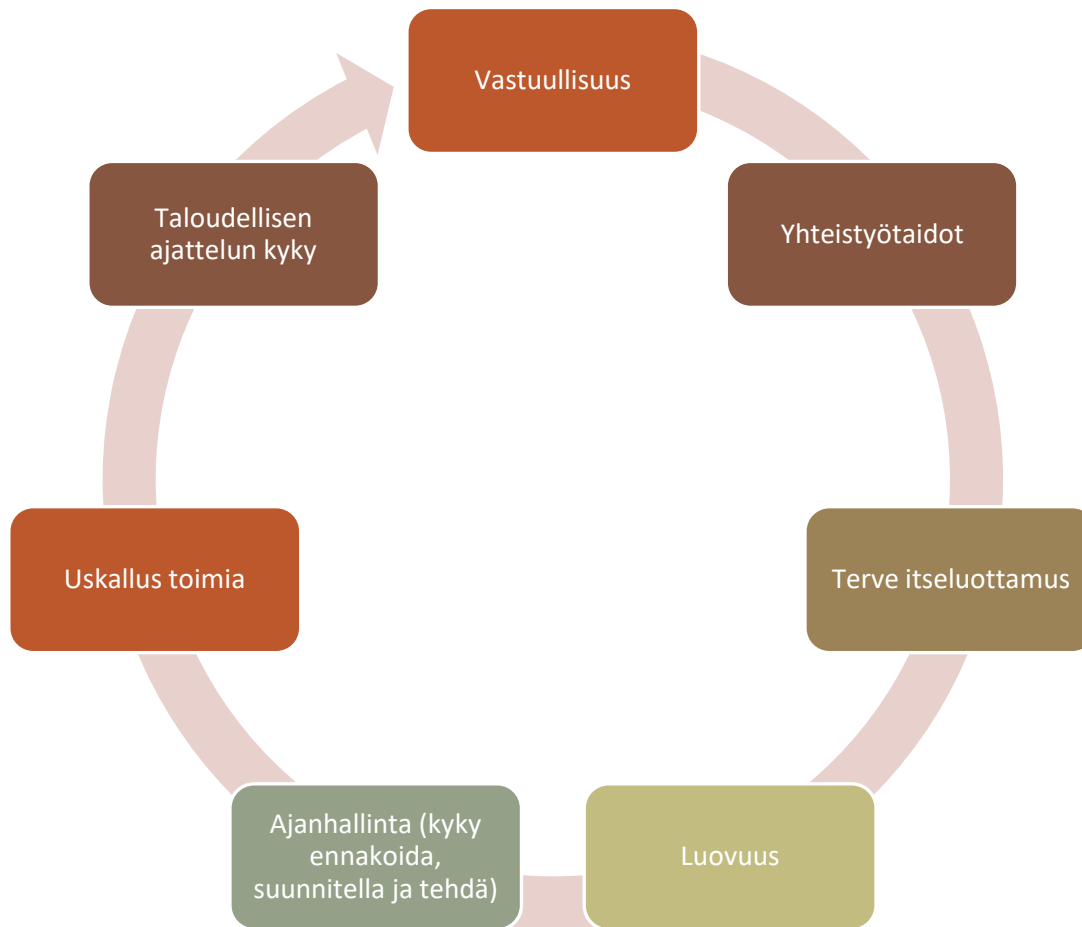 Vastuullisuus
Yhteistyötaidot
Terve itseluottamus
Luovuus
Ajanhallinta (kyky
ennakoida,
suunnitella ja tehdä)
Uskallus toimia
Taloudellisen
ajattelun kyky